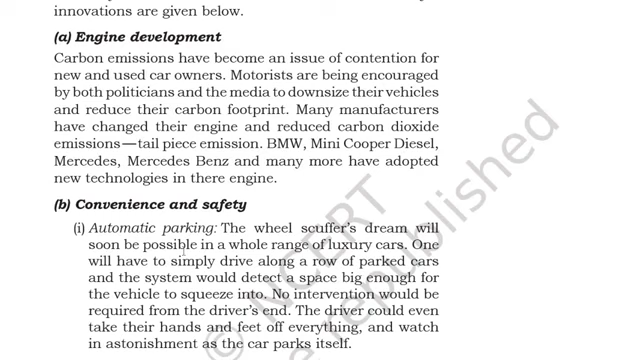 innovations are given below.
(a) Engine development
Carbon emissions have become an issue of contention for
new and used car owners. Motorists are being encouraged
by both politicians and the media to downsize their vehicles
and reduce their carbon footprint. Many manufacturers
have changed their engine and reduced carbon dioxide
emissions—tail piece emission. BMW, Mini Cooper Diesel,
Mercedes, Mercedes Benz and many more have adopted
new technologies in there engine.
(b) Convenience and safety
(i) Automatic parking: The wheel scuffer's dream will
soon be possible in a whole range of luxury cars. One
will have to simply drive along a row of parked cars
and the system would detect a space big enough for
the vehicle to squeeze into. No intervention would be
required from the driver's end. The driver could even
take their hands and feet off everything, and watch
in astonishment as the car parks itself.
© NCERT
republished